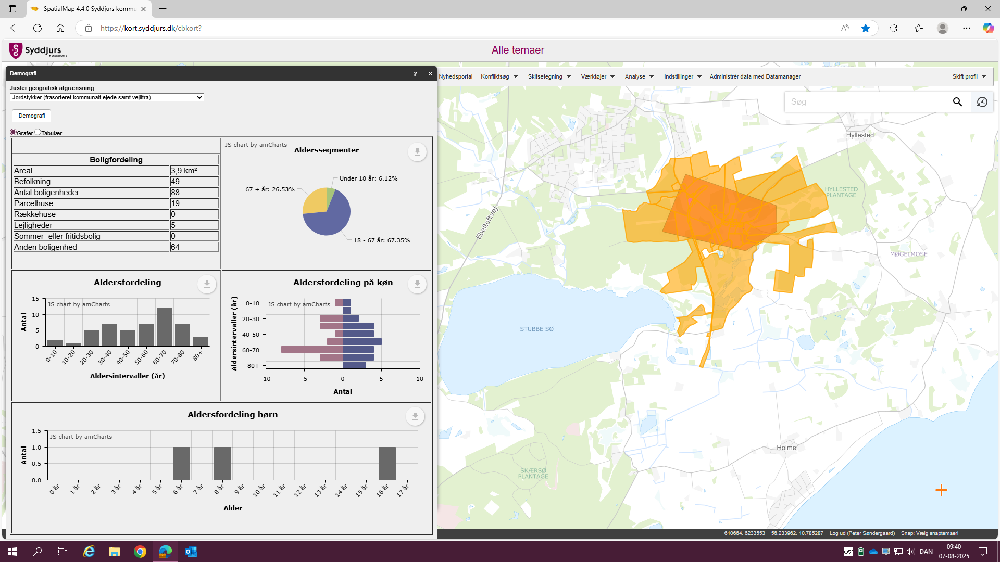 SpatialMap 4.4.0 Syddjurs kommu
https://kort.syddjurs.dk/cbkort?
Syddjurs
KOMMUNE
Alle temaer
Demografi
?
Nyhedsportal
Konfliktsøg
Skitsetegning
Værktøjer
Analyse
Indstillinger
Administrér data med Datamanager
Skift profil
Juster geografisk afgrænsning
Jordstykker (frasorteret kommunalt ejede samt vejlitra)
Søg
Demografi
Grafer Tabulær
Boligfordeling
Areal 3,9 km²
Befolkning 49
Antal boligenheder 88
Parcelhuse 19
Rækkehuse 0
Lejligheder 5
Sommer- eller fritidsbolig 0
Anden boligenhed 64
JS chart by amCharts
Alderssegmenter
Under 18 år: 6.12%
67 + år: 26.53%
18 - 67 år: 67.35%
Aldersfordeling
JS chart by amCharts
Antal
15
10
5
0
0-10
10-20
20-30
30-40
40-50
50-60
60-70
70-80
80+
Aldersintervaller (år)
Aldersfordeling på køn
JS chart by amCharts
Aldersintervaller (år)
0-10
20-30
40-50
60-70
80+
-10
-5
0
5
10
Antal
Aldersfordeling børn
JS chart by amCharts
Antal
1.5
1.0
0.5
0.0
0 år
1 år
2 år
3 år
4 år
5 år
6 år
7 år
8 år
9 år
10 år
11 år
12 år
13 år
14 år
15 år
16 år
17 år
Alder
Hyllested
HYLLESTED
PLANTAGE
Ebeltoftvej
MØGELMOSE
STUBBE SØ
Holme
SKÆRSØ
PLANTAGE
610664, 6233553
56.233962, 10.785287
Log ud (Peter Søndergaard)
Snap: Vælg snaptemaer!
DAN
09:40
07-08-2025